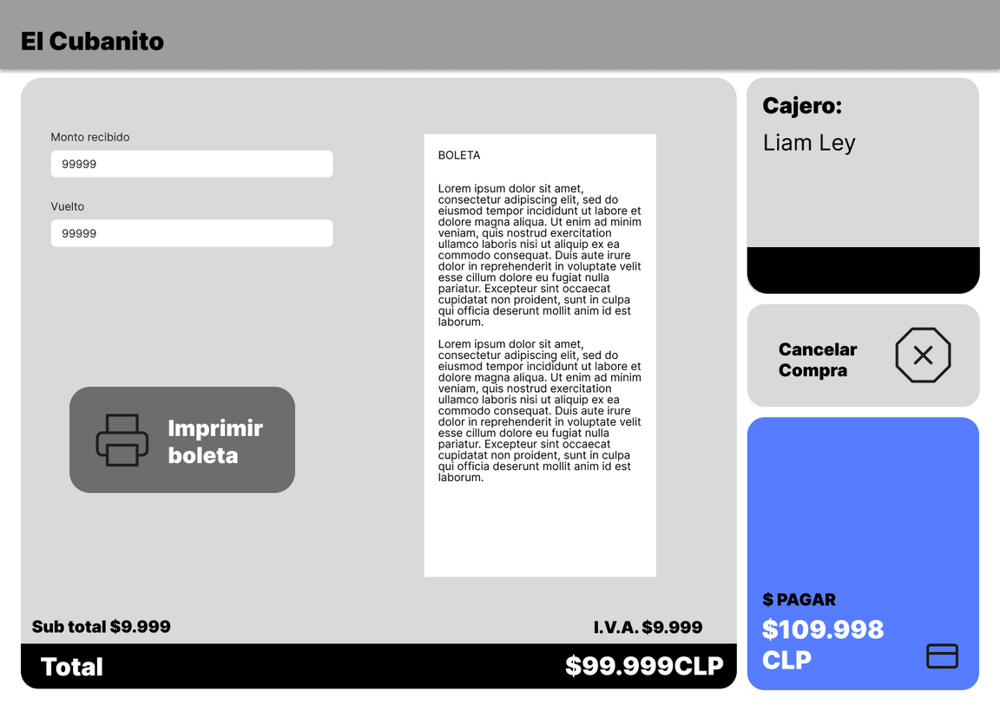 El Cubanito
Monto recibido
99999
Vuelto
99999
Imprimir
boleta
BOLETA
Lorem ipsum dolor sit amet,
consectetur adipiscing elit, sed do
eiusmod tempor incididunt ut labore et
dolore magna aliqua. Ut enim ad minim
veniam, quis nostrud exercitation
ullamco laboris nisi ut aliquip ex ea
commodo consequat. Duis aute irure
dolor in reprehenderit in voluptate velit
esse cillum dolore eu fugiat nulla
pariatur. Excepteur sint occaecat
cupidatat non proident, sunt in culpa
qui officia deserunt mollit anim id est
laborum.
Lorem ipsum dolor sit amet,
consectetur adipiscing elit, sed do
eiusmod tempor incididunt ut labore et
dolore magna aliqua. Ut enim ad minim
veniam, quis nostrud exercitation
ullamco laboris nisi ut aliquip ex ea
commodo consequat. Duis aute irure
dolor in reprehenderit in voluptate velit
esse cillum dolore eu fugiat nulla
pariatur. Excepteur sint occaecat
cupidatat non proident, sunt in culpa
qui officia deserunt mollit anim id est
laborum.
Sub total $9.999
I.V.A. $9.999
Total
$99.999CLP
Cajero:
Liam Ley
Cancelar
Compra
$ PAGAR
$109.998
CLP